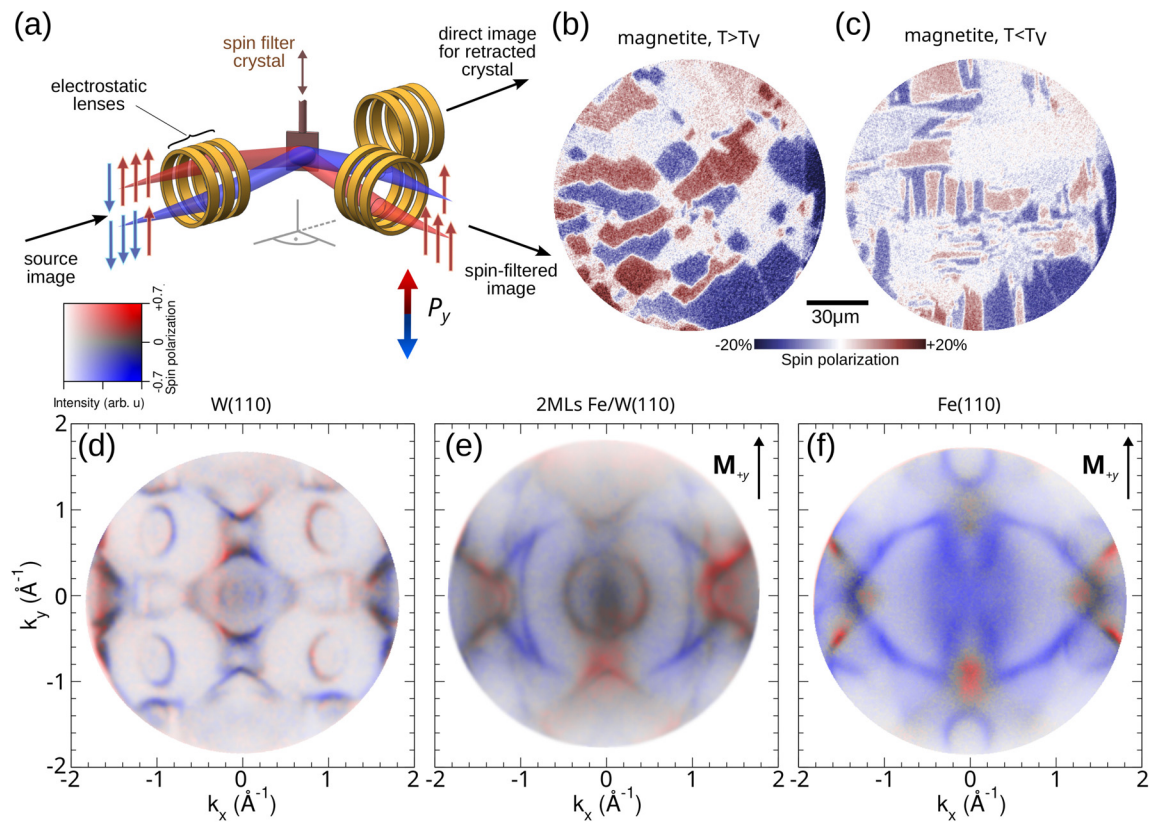 (a)
spin filter
crystal
direct image
for retracted
crystal
electrostatic
lenses
source
image
spin-filtered
image
P_y
+0.7
0
-0.7
Spin polarization
Intensity (arb. u)
(b)
magnetite, T>T_V
(c)
magnetite, T<T_V
30µm
-20%
+20%
Spin polarization
W(110)
(d)
2
1
0
-1
-2
k_y (Å⁻¹)
-2
-1
0
1
2
k_x (Å⁻¹)
2MLs Fe/W(110)
(e)
M_+y
-2
-1
0
1
2
k_x (Å⁻¹)
Fe(110)
(f)
M_+y
-2
-1
0
1
2
k_x (Å⁻¹)